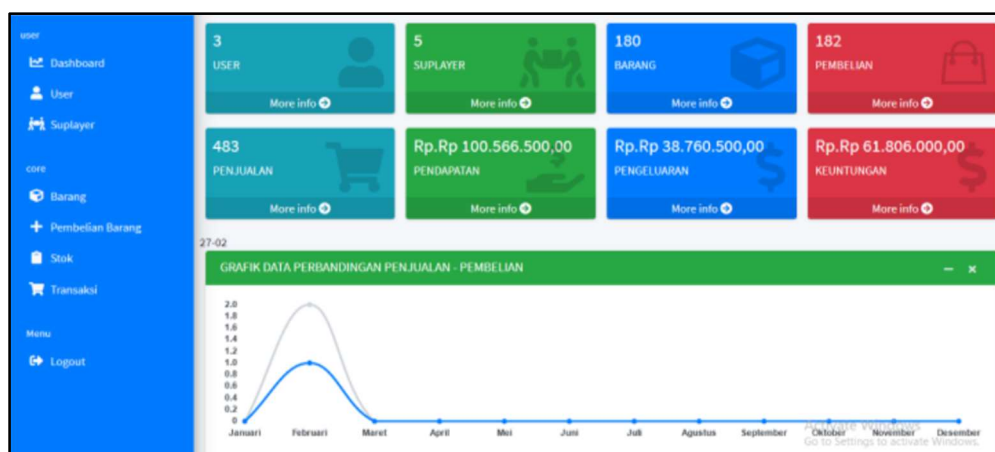 user
Dashboard
User
Suplayer
core
Barang
Pembelian Barang
Stok
Transaksi
Menu
Logout
3
USER
More info
5
SUPLAYER
More info
180
BARANG
More info
182
PEMBELIAN
More info
483
PENJUALAN
More info
Rp.Rp 100.566.500,00
PENDAPATAN
More info
Rp.Rp 38.760.500,00
PENGELUARAN
More info
Rp.Rp 61.806.000,00
KEUNTUNGAN
More info
27-02
GRAFIK DATA PERBANDINGAN PENJUALAN - PEMBELIAN
2.0
1.8
1.6
1.4
1.2
1.0
0.8
0.6
0.4
0.2
0
Januari Februari Maret April Mei Juni Juli Agustus September Oktober November Desember
Activate Windows
Go to Settings to activate Windows.